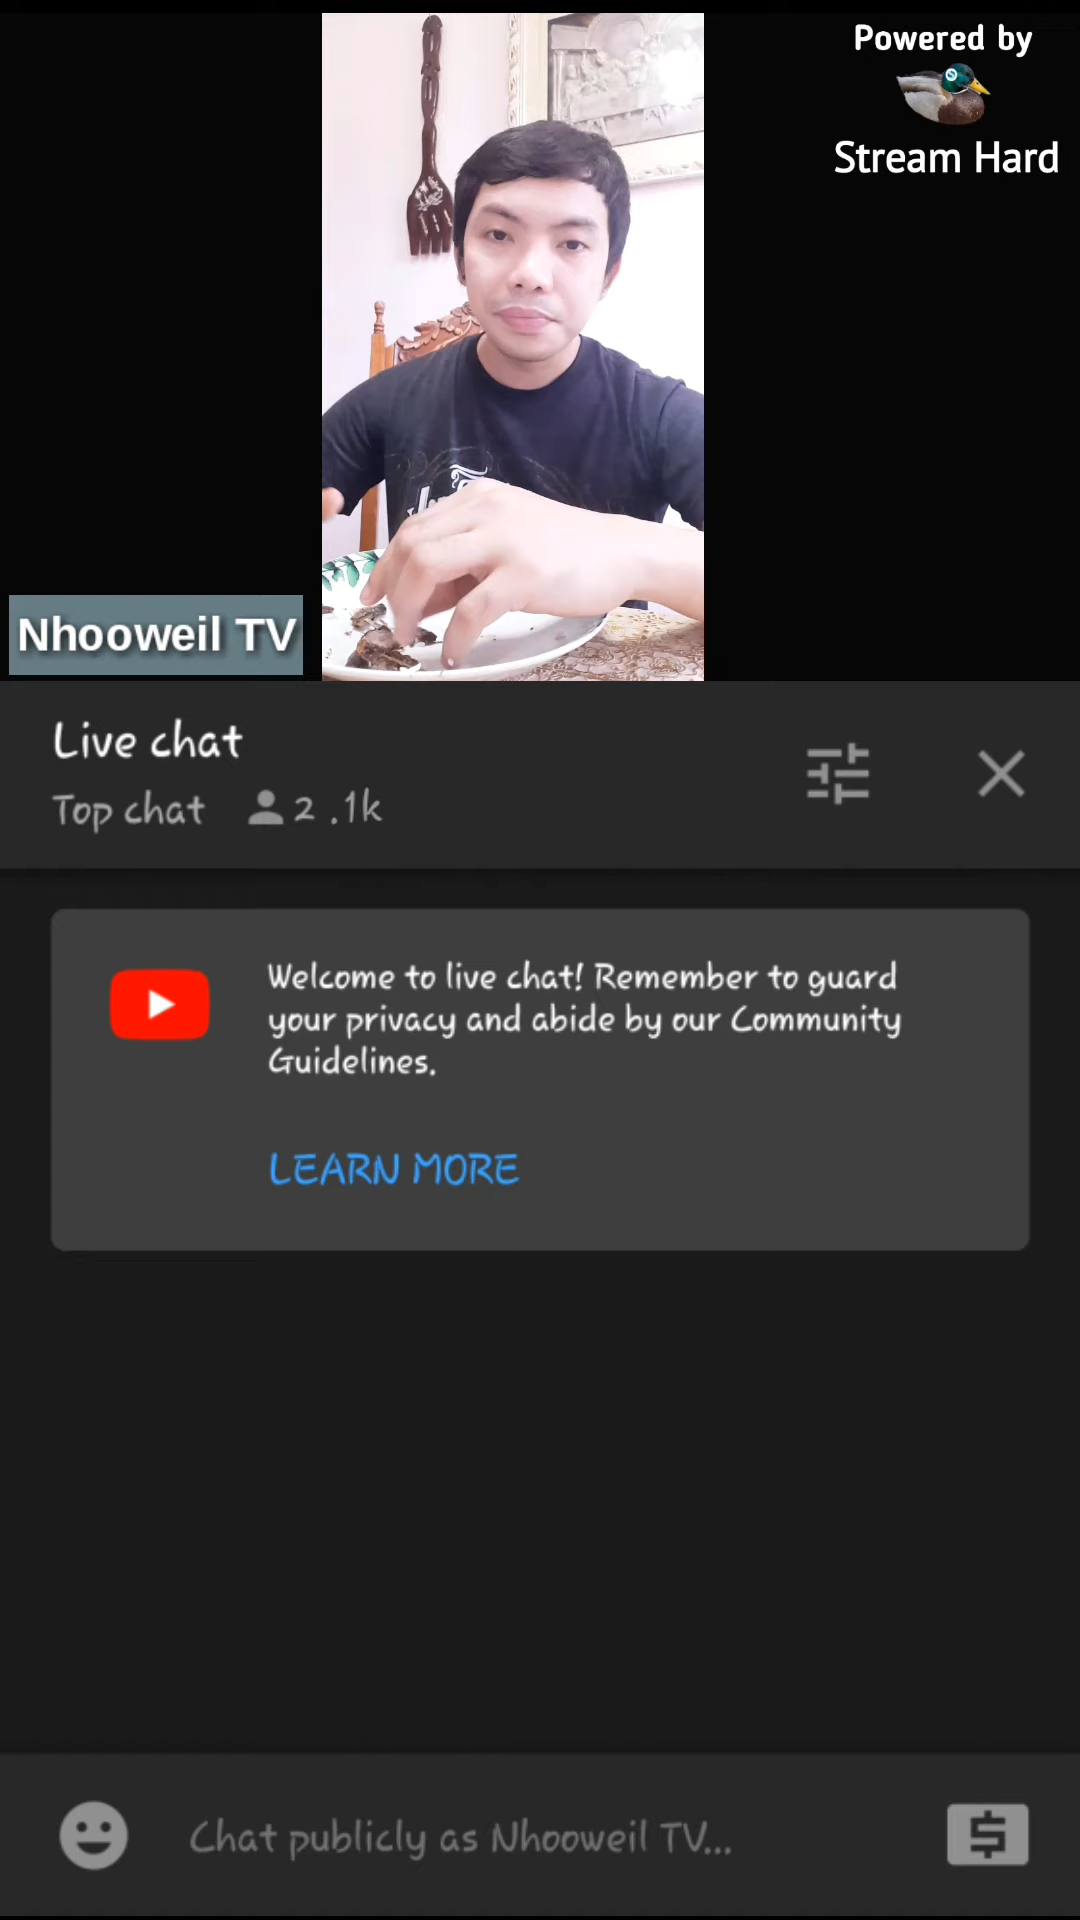 Powered by
Stream Hard
Nhooweil TV
Live chat
Top chat 2 .1k
Welcome to live chat! Remember to guard
your privacy and abide by our Community
Guidelines.
LEARN MORE
Chat publicly as Nhooweil TV...